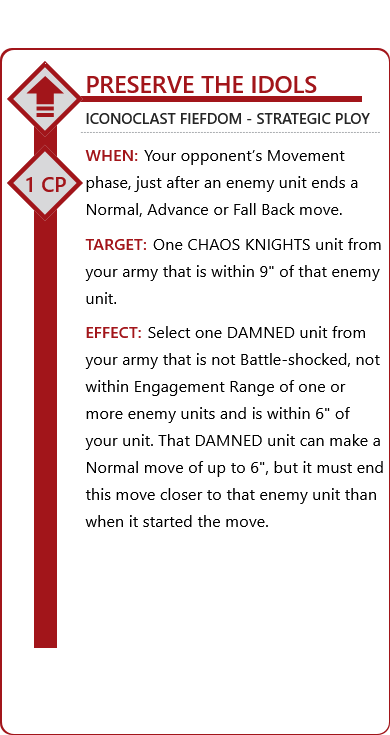 PRESERVE THE IDOLS
ICONOCLAST FIEFDOM - STRATEGIC PLOY
1 CP
WHEN: Your opponent’s Movement
phase, just after an enemy unit ends a
Normal, Advance or Fall Back move.
TARGET: One CHAOS KNIGHTS unit from
your army that is within 9" of that enemy
unit.
EFFECT: Select one DAMNED unit from
your army that is not Battle-shocked, not
within Engagement Range of one or
more enemy units and is within 6" of
your unit. That DAMNED unit can make a
Normal move of up to 6", but it must end
this move closer to that enemy unit than
when it started the move.